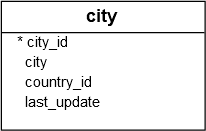 city
* city_id
city
country_id
last_update